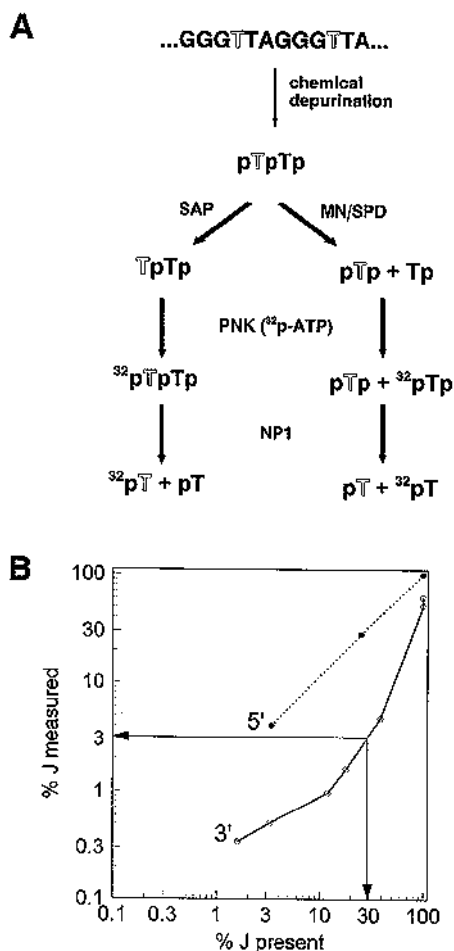 A
...GGG𝕋TAGGG𝕋TA...
chemical
depurination
p𝕋pTp
SAP
MN/SPD
𝕋pTp
p𝕋p + Tp
PNK (³²p-ATP)
³²p𝕋pTp
p𝕋p + ³²pTp
NP1
³²p𝕋 + pT
p𝕋 + ³²pT
B
100
30
10
3
1
0.3
0.1
% J measured
5'
3'
0.1 0.3 1 3 10 30 100
% J present